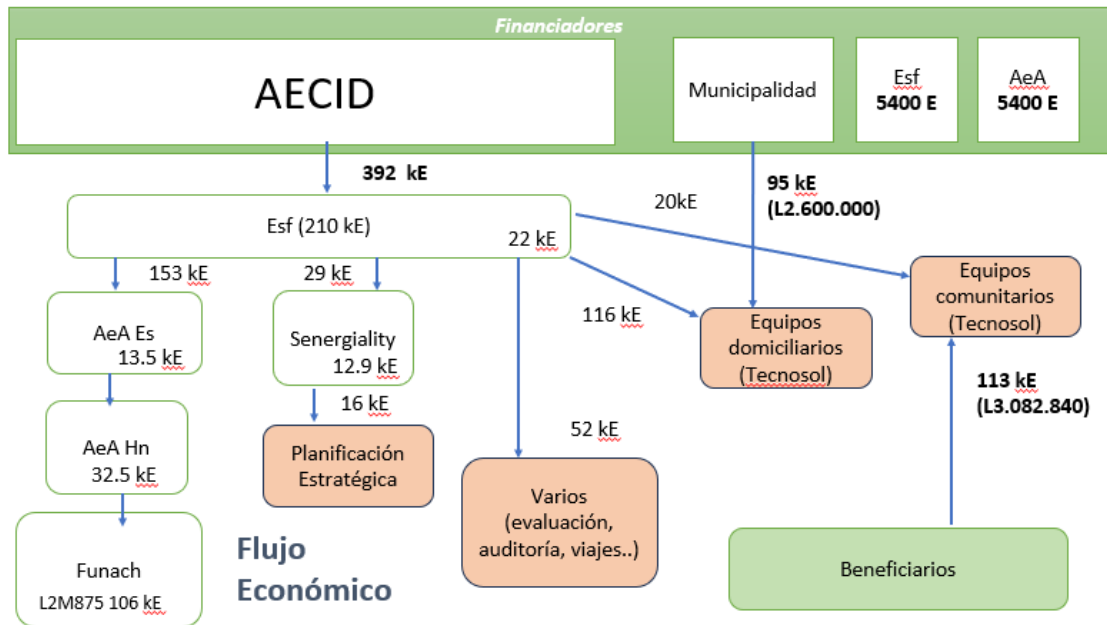 Financiadores
AECID
Municipalidad
Esf
5400 E
AeA
5400 E
392 kE
95 kE
(L2.600.000)
20kE
Esf (210 kE)
22 kE
153 kE
29 kE
116 kE
Equipos
comunitarios
(Tecnosol)
AeA Es
13.5 kE
Senergiality
12.9 kE
Equipos
domiciliarios
(Tecnosol)
16 kE
52 kE
113 kE
(L3.082.840)
AeA Hn
32.5 kE
Planificación
Estratégica
Varios
(evaluación,
auditoría, viajes..)
Funach
L2M875 106 kE
Flujo
Económico
Beneficiarios